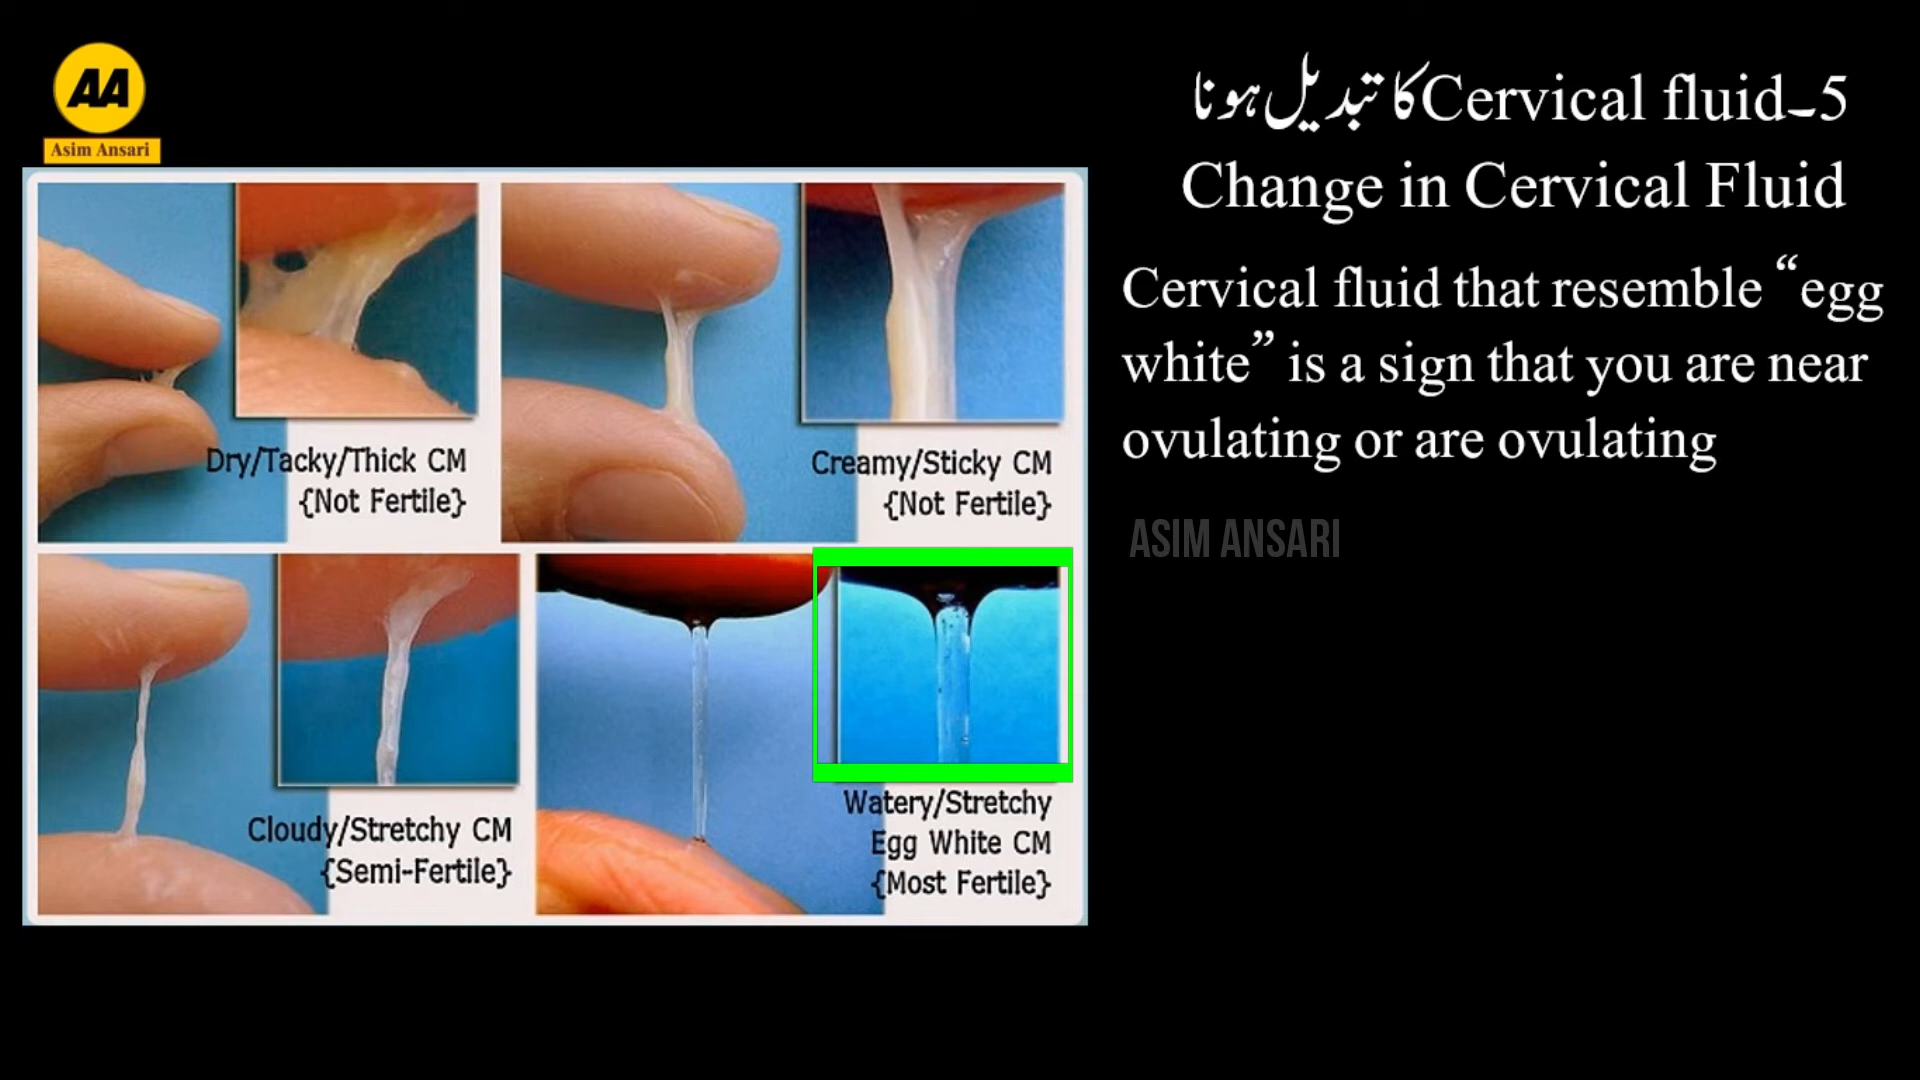 AA
Asim Ansari
5۔Cervical fluid کا تبدیل ہونا
Change in Cervical Fluid
Cervical fluid that resemble “egg
white” is a sign that you are near
ovulating or are ovulating
ASIM ANSARI
Dry/Tacky/Thick CM
{Not Fertile}
Creamy/Sticky CM
{Not Fertile}
Cloudy/Stretchy CM
{Semi-Fertile}
Watery/Stretchy
Egg White CM
{Most Fertile}